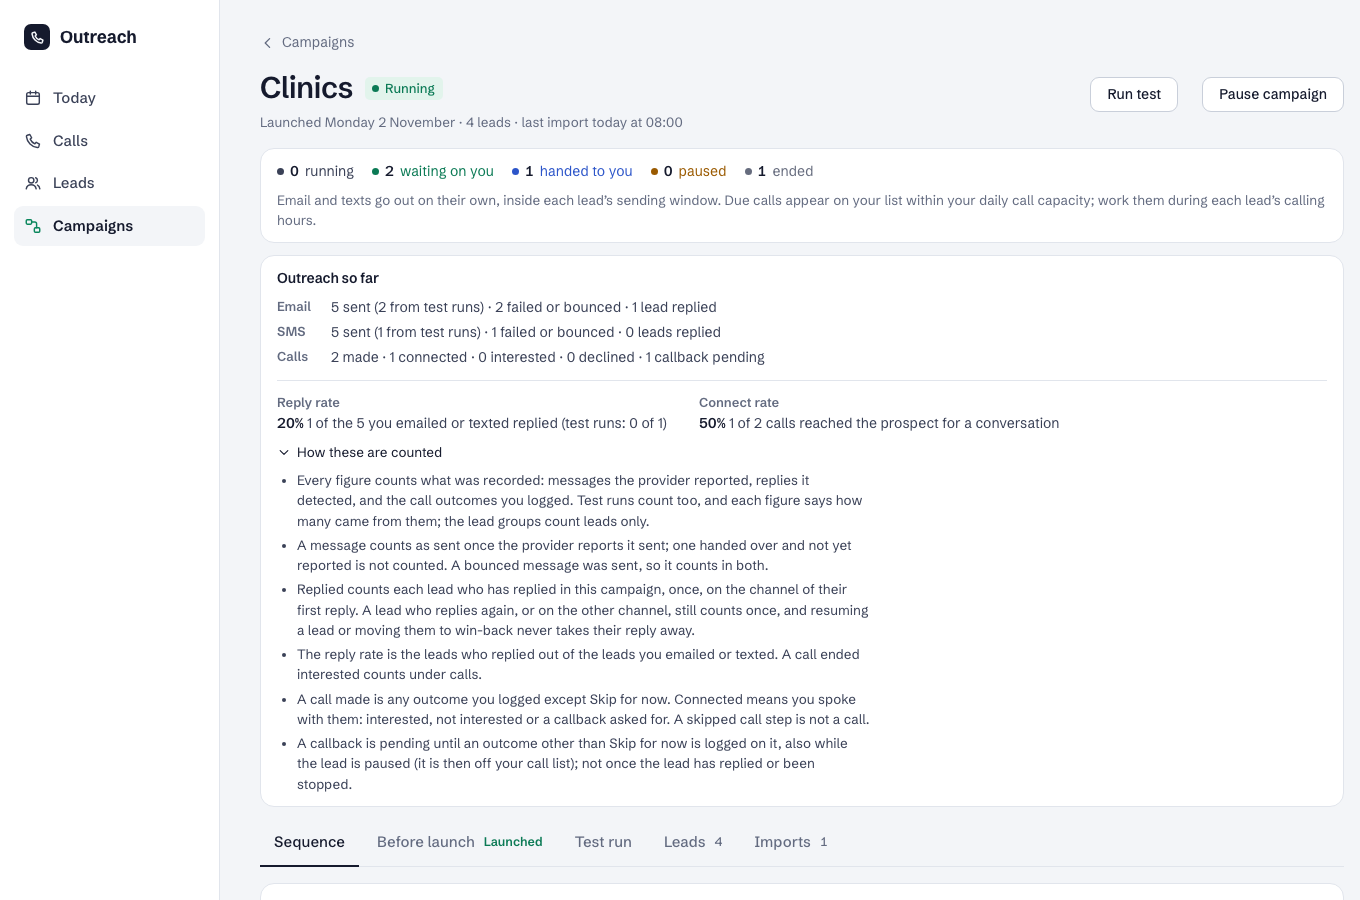 Outreach
Today
Calls
Leads
Campaigns
Campaigns
Clinics
Running
Run test
Pause campaign
Launched Monday 2 November · 4 leads · last import today at 08:00
0 running 2 waiting on you 1 handed to you 0 paused 1 ended
Email and texts go out on their own, inside each lead’s sending window. Due calls appear on your list within your daily call capacity; work them during each lead’s calling
hours.
Outreach so far
Email 5 sent (2 from test runs) · 2 failed or bounced · 1 lead replied
SMS 5 sent (1 from test runs) · 1 failed or bounced · 0 leads replied
Calls 2 made · 1 connected · 0 interested · 0 declined · 1 callback pending
Reply rate
20% 1 of the 5 you emailed or texted replied (test runs: 0 of 1)
Connect rate
50% 1 of 2 calls reached the prospect for a conversation
How these are counted
• Every figure counts what was recorded: messages the provider reported, replies it
detected, and the call outcomes you logged. Test runs count too, and each figure says how
many came from them; the lead groups count leads only.
• A message counts as sent once the provider reports it sent; one handed over and not yet
reported is not counted. A bounced message was sent, so it counts in both.
• Replied counts each lead who has replied in this campaign, once, on the channel of their
first reply. A lead who replies again, or on the other channel, still counts once, and resuming
a lead or moving them to win-back never takes their reply away.
• The reply rate is the leads who replied out of the leads you emailed or texted. A call ended
interested counts under calls.
• A call made is any outcome you logged except Skip for now. Connected means you spoke
with them: interested, not interested or a callback asked for. A skipped call step is not a call.
• A callback is pending until an outcome other than Skip for now is logged on it, also while
the lead is paused (it is then off your call list); not once the lead has replied or been
stopped.
Sequence Before launch Launched Test run Leads 4 Imports 1